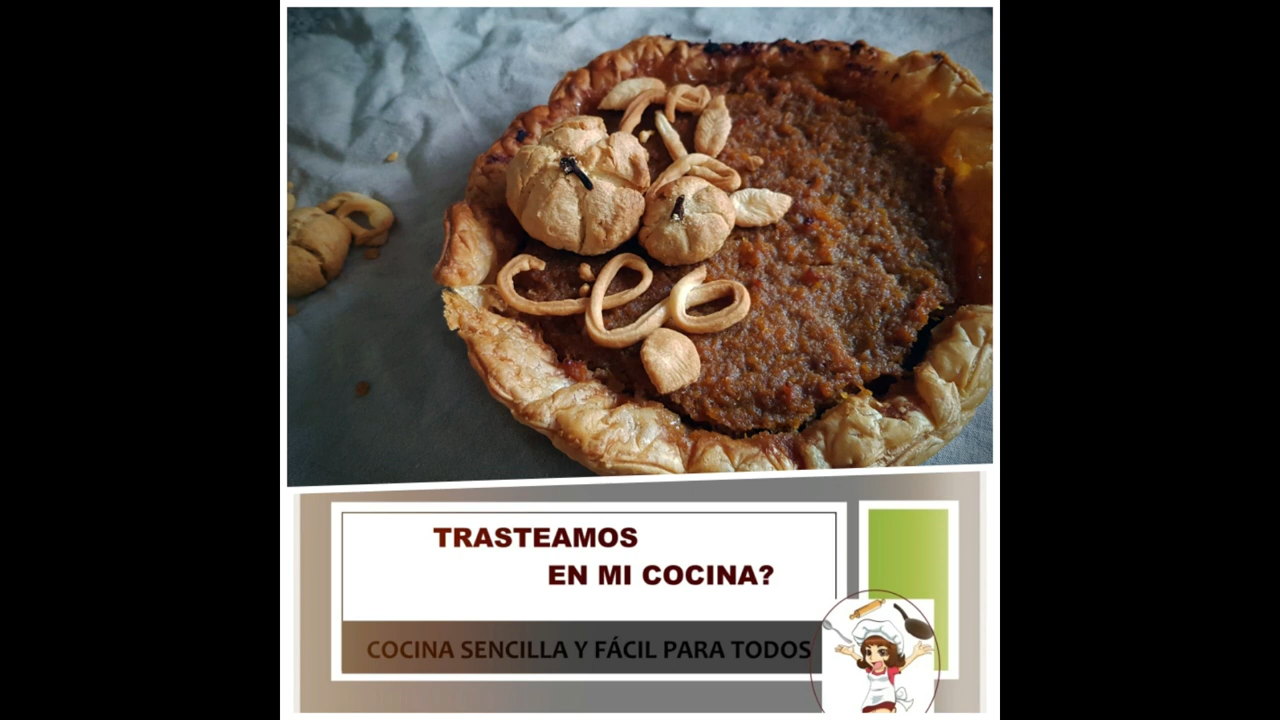 TRASTEAMOS
EN MI COCINA?
COCINA SENCILLA Y FÁCIL PARA TODOS